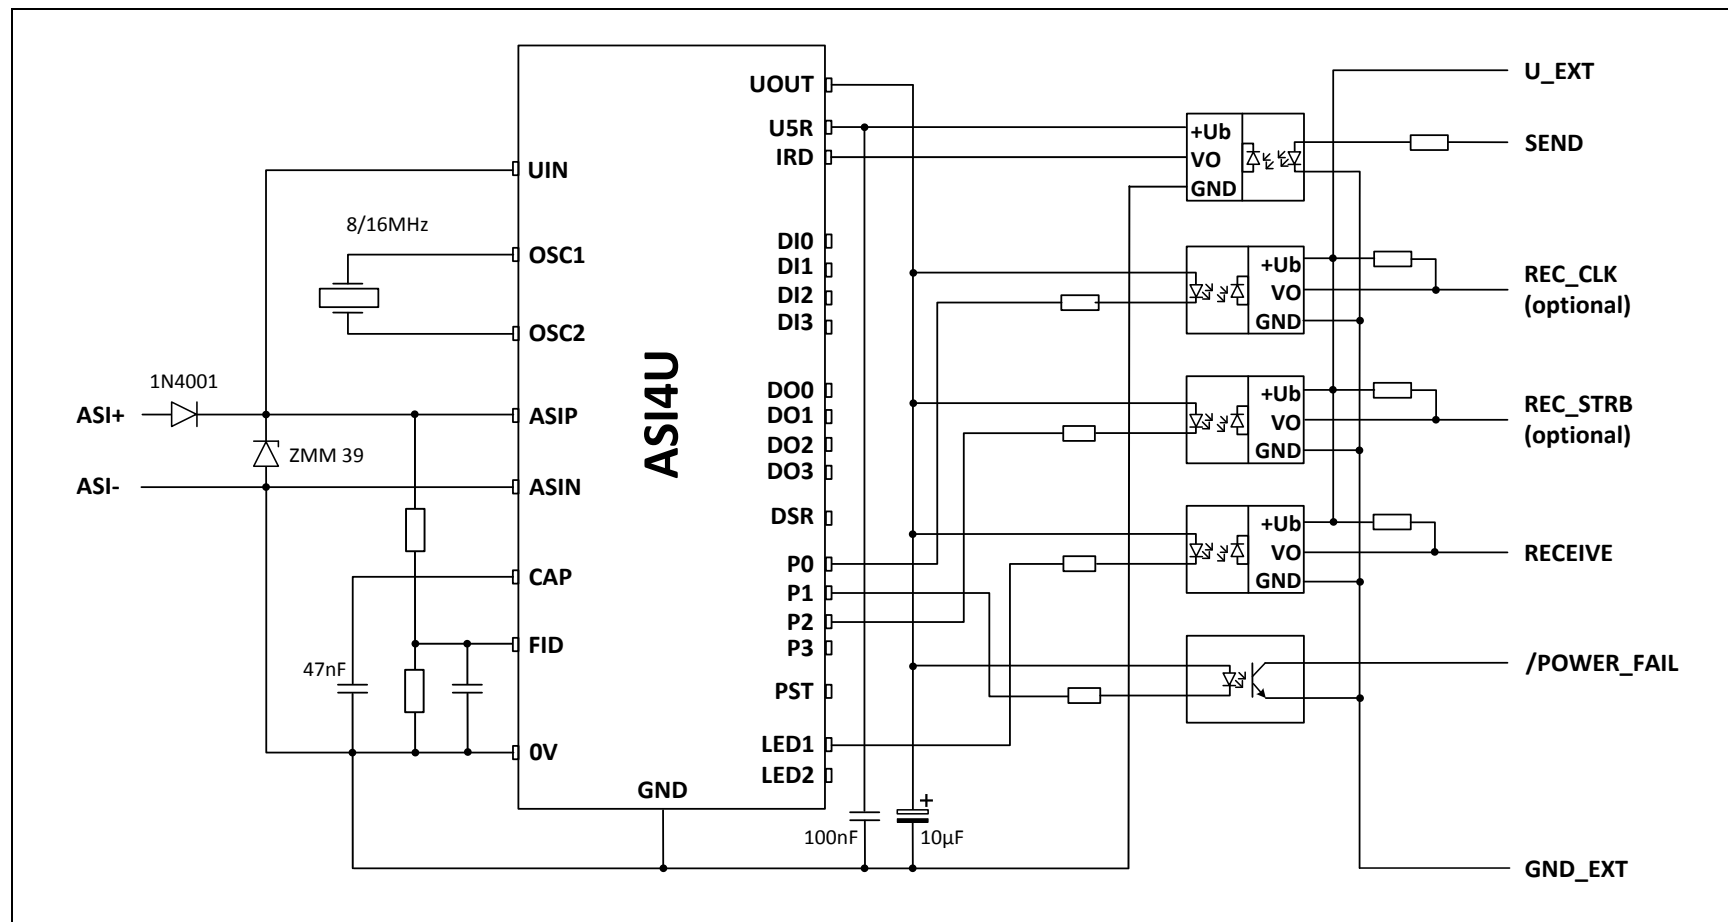 UOUT
U_EXT
U5R
+Ub
SEND
IRD
VO
UIN
GND
8/16MHz
DI0
OSC1
DI1
+Ub
REC_CLK
DI2
VO
(optional)
DI3
GND
OSC2
ASI4U
1N4001
DO0
+Ub
REC_STRB
ASI+
ASIP
DO1
VO
(optional)
ZMM 39
DO2
GND
DO3
ASI-
ASIN
DSR
+Ub
VO
RECEIVE
P0
CAP
GND
P1
P2
FID
P3
47nF
/POWER_FAIL
PST
LED1
0V
LED2
GND
+
100nF
10µF
GND_EXT